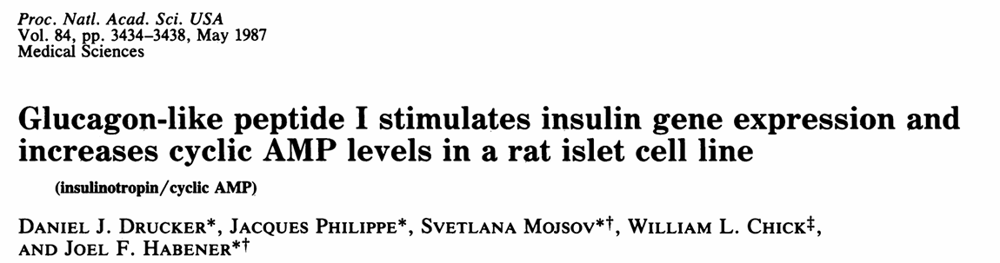 Proc. Natl. Acad. Sci. USA
Vol. 84, pp. 3434–3438, May 1987
Medical Sciences
Glucagon-like peptide I stimulates insulin gene expression and
increases cyclic AMP levels in a rat islet cell line
(insulinotropin/cyclic AMP)
DANIEL J. DRUCKER*, JACQUES PHILIPPE*, SVETLANA MOJSOV*†, WILLIAM L. CHICK‡,
AND JOEL F. HABENER*†